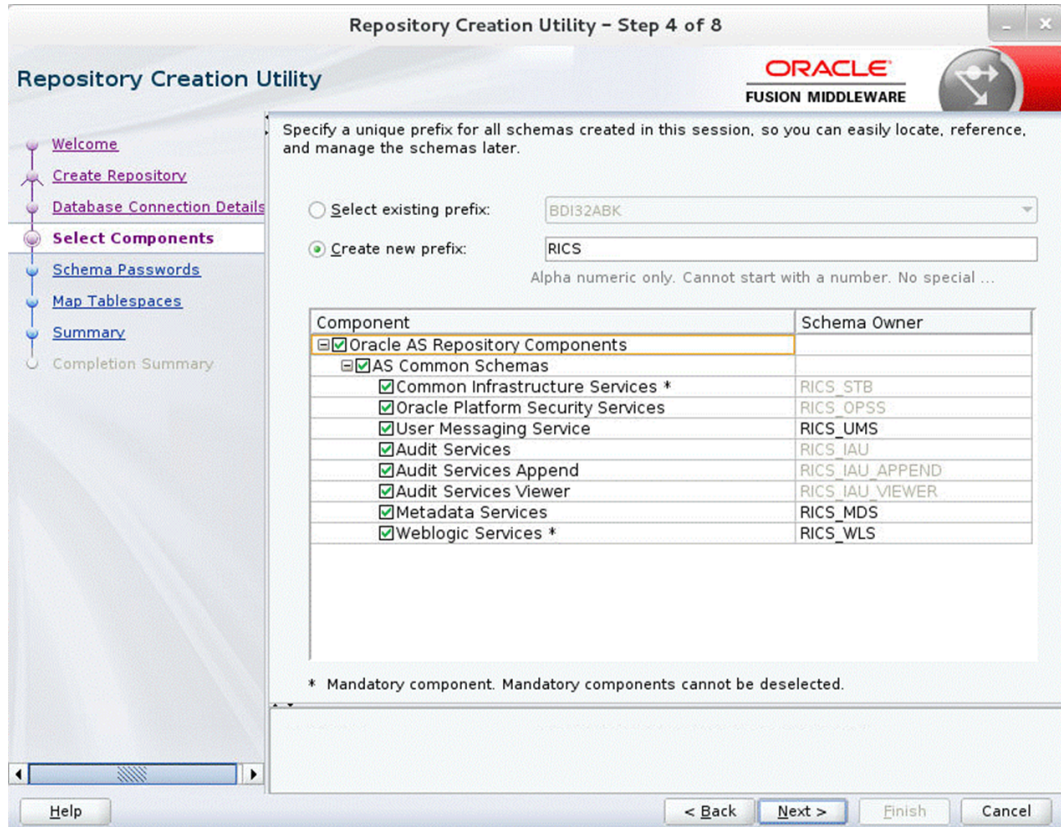 Repository Creation Utility – Step 4 of 8
Repository Creation Utility
ORACLE
FUSION MIDDLEWARE
Welcome
Create Repository
Database Connection Details
Select Components
Schema Passwords
Map Tablespaces
Summary
Completion Summary
Specify a unique prefix for all schemas created in this session, so you can easily locate, reference,
and manage the schemas later.
Select existing prefix: BDI32ABK
Create new prefix: RICS
Alpha numeric only. Cannot start with a number. No special ...
Component Schema Owner
Oracle AS Repository Components
AS Common Schemas
Common Infrastructure Services * RICS_STB
Oracle Platform Security Services RICS_OPSS
User Messaging Service RICS_UMS
Audit Services RICS_IAU
Audit Services Append RICS_IAU_APPEND
Audit Services Viewer RICS_IAU_VIEWER
Metadata Services RICS_MDS
Weblogic Services * RICS_WLS
* Mandatory component. Mandatory components cannot be deselected.
Help < Back Next > Finish Cancel